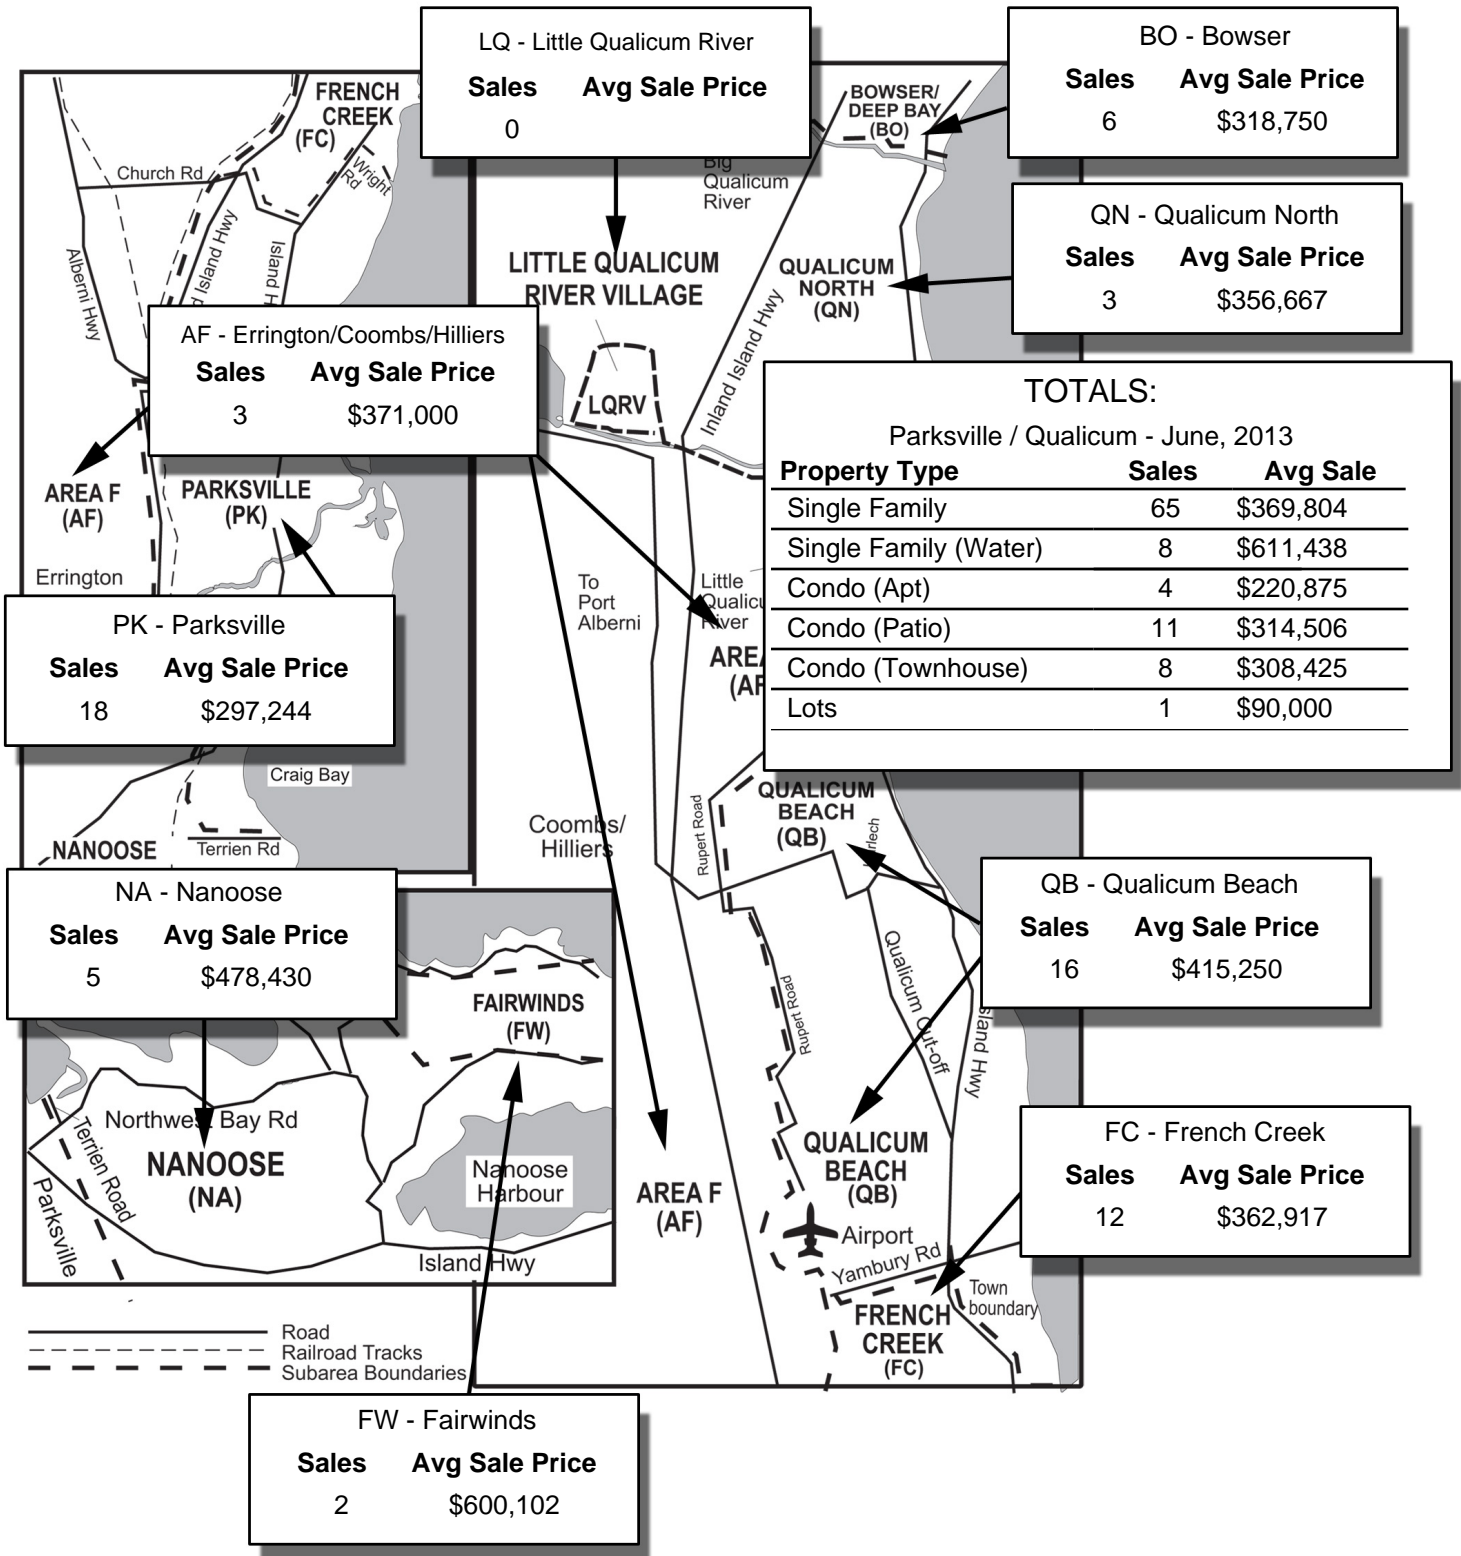 LQ - Little Qualicum River
Sales Avg Sale Price
0
BO - Bowser
Sales Avg Sale Price
6 $318,750
QN - Qualicum North
Sales Avg Sale Price
3 $356,667
FRENCH
CREEK
(FC)
Church Rd
Wright
Rd
Alberni Hwy
d Island Hwy
Island H
BOWSER/
DEEP BAY
(BO)
Big
Qualicum
River
LITTLE QUALICUM
RIVER VILLAGE
LQRV
QUALICUM
NORTH
(QN)
Inland Island Hwy
AF - Errington/Coombs/Hilliers
Sales Avg Sale Price
3 $371,000
TOTALS:
Parksville / Qualicum - June, 2013
Property Type Sales Avg Sale
Single Family 65 $369,804
Single Family (Water) 8 $611,438
Condo (Apt) 4 $220,875
Condo (Patio) 11 $314,506
Condo (Townhouse) 8 $308,425
Lots 1 $90,000
AREA F
(AF)
PARKSVILLE
(PK)
Errington
To
Port
Alberni
Little
Qualicu
River
AREA
(AF
PK - Parksville
Sales Avg Sale Price
18 $297,244
Craig Bay
NANOOSE
Terrien Rd
Coombs/
Hilliers
Rupert Road
QUALICUM
BEACH
(QB)
NA - Nanoose
Sales Avg Sale Price
5 $478,430
QB - Qualicum Beach
Sales Avg Sale Price
16 $415,250
FAIRWINDS
(FW)
Rupert Road
Qualicum Cut-off
sland Hwy
Northwest Bay Rd
NANOOSE
(NA)
Terrien Road
Parksville
Nanoose
Harbour
Island Hwy
AREA F
(AF)
QUALICUM
BEACH
(QB)
Airport
Yambury Rd
FC - French Creek
Sales Avg Sale Price
12 $362,917
Town
boundary
FRENCH
CREEK
(FC)
Road
Railroad Tracks
Subarea Boundaries
FW - Fairwinds
Sales Avg Sale Price
2 $600,102